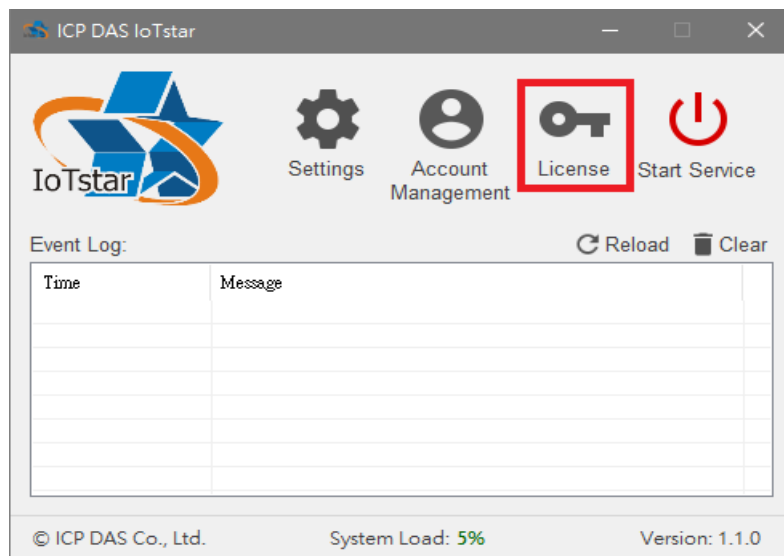 ICP DAS IoTstar
IoTstar
Settings
Account
Management
License
Start Service
Event Log:
Reload
Clear
Time
Message
© ICP DAS Co., Ltd.
System Load: 5%
Version: 1.1.0